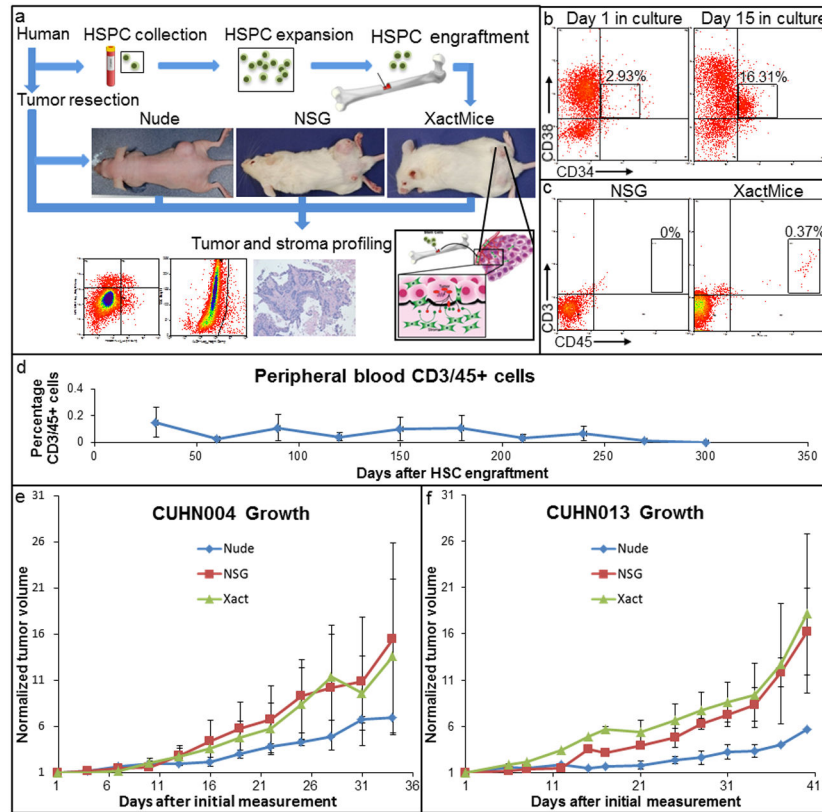 a
Human
HSPC collection
HSPC expansion
HSPC engraftment
Tumor resection
Nude
NSG
XactMice
Tumor and stroma profiling
b
Day 1 in culture
Day 15 in culture
2.93%
16.31%
CD38
CD34
c
NSG
XactMice
0%
0.37%
CD3
CD45
d
Peripheral blood CD3/45+ cells
Percentage
CD3/45+ cells
0.4
0.2
0
0 50 100 150 200 250 300 350
Days after HSC engraftment
e
CUHN004 Growth
Nude
NSG
Xact
Normalized tumor volume
31
26
21
16
11
6
1
1 6 11 16 21 26 31 36
Days after initial measurement
f
CUHN013 Growth
Nude
NSG
Xact
Normalized tumor volume
31
26
21
16
11
6
1
1 11 21 31 41
Days after inital measurement